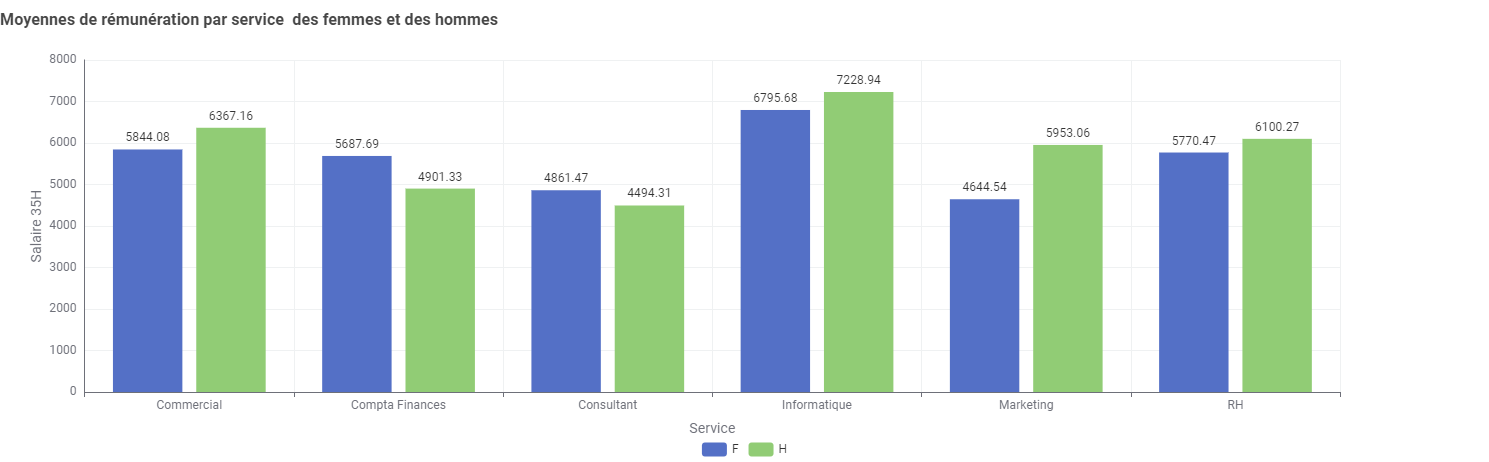 Moyennes de rémunération par service  des femmes et des hommes
Salaire 35H
8000
7000
6000
5000
4000
3000
2000
1000
0
5844.08
6367.16
5687.69
4901.33
4861.47
4494.31
6795.68
7228.94
4644.54
5953.06
5770.47
6100.27
Commercial
Compta Finances
Consultant
Informatique
Marketing
RH
Service
F
H